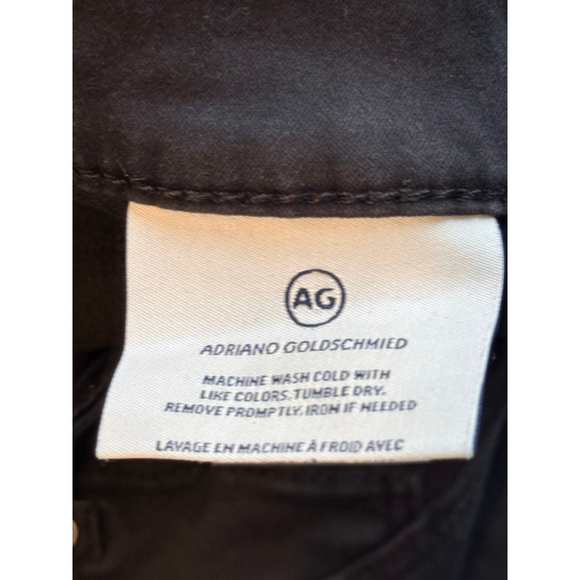 AG
ADRIANO GOLDSCHMIED
MACHINE WASH COLD WITH
LIKE COLORS. TUMBLE DRY.
REMOVE PROMPTLY. IRON IF NEEDED
LAVAGE EN MACHINE À FROID AVEC